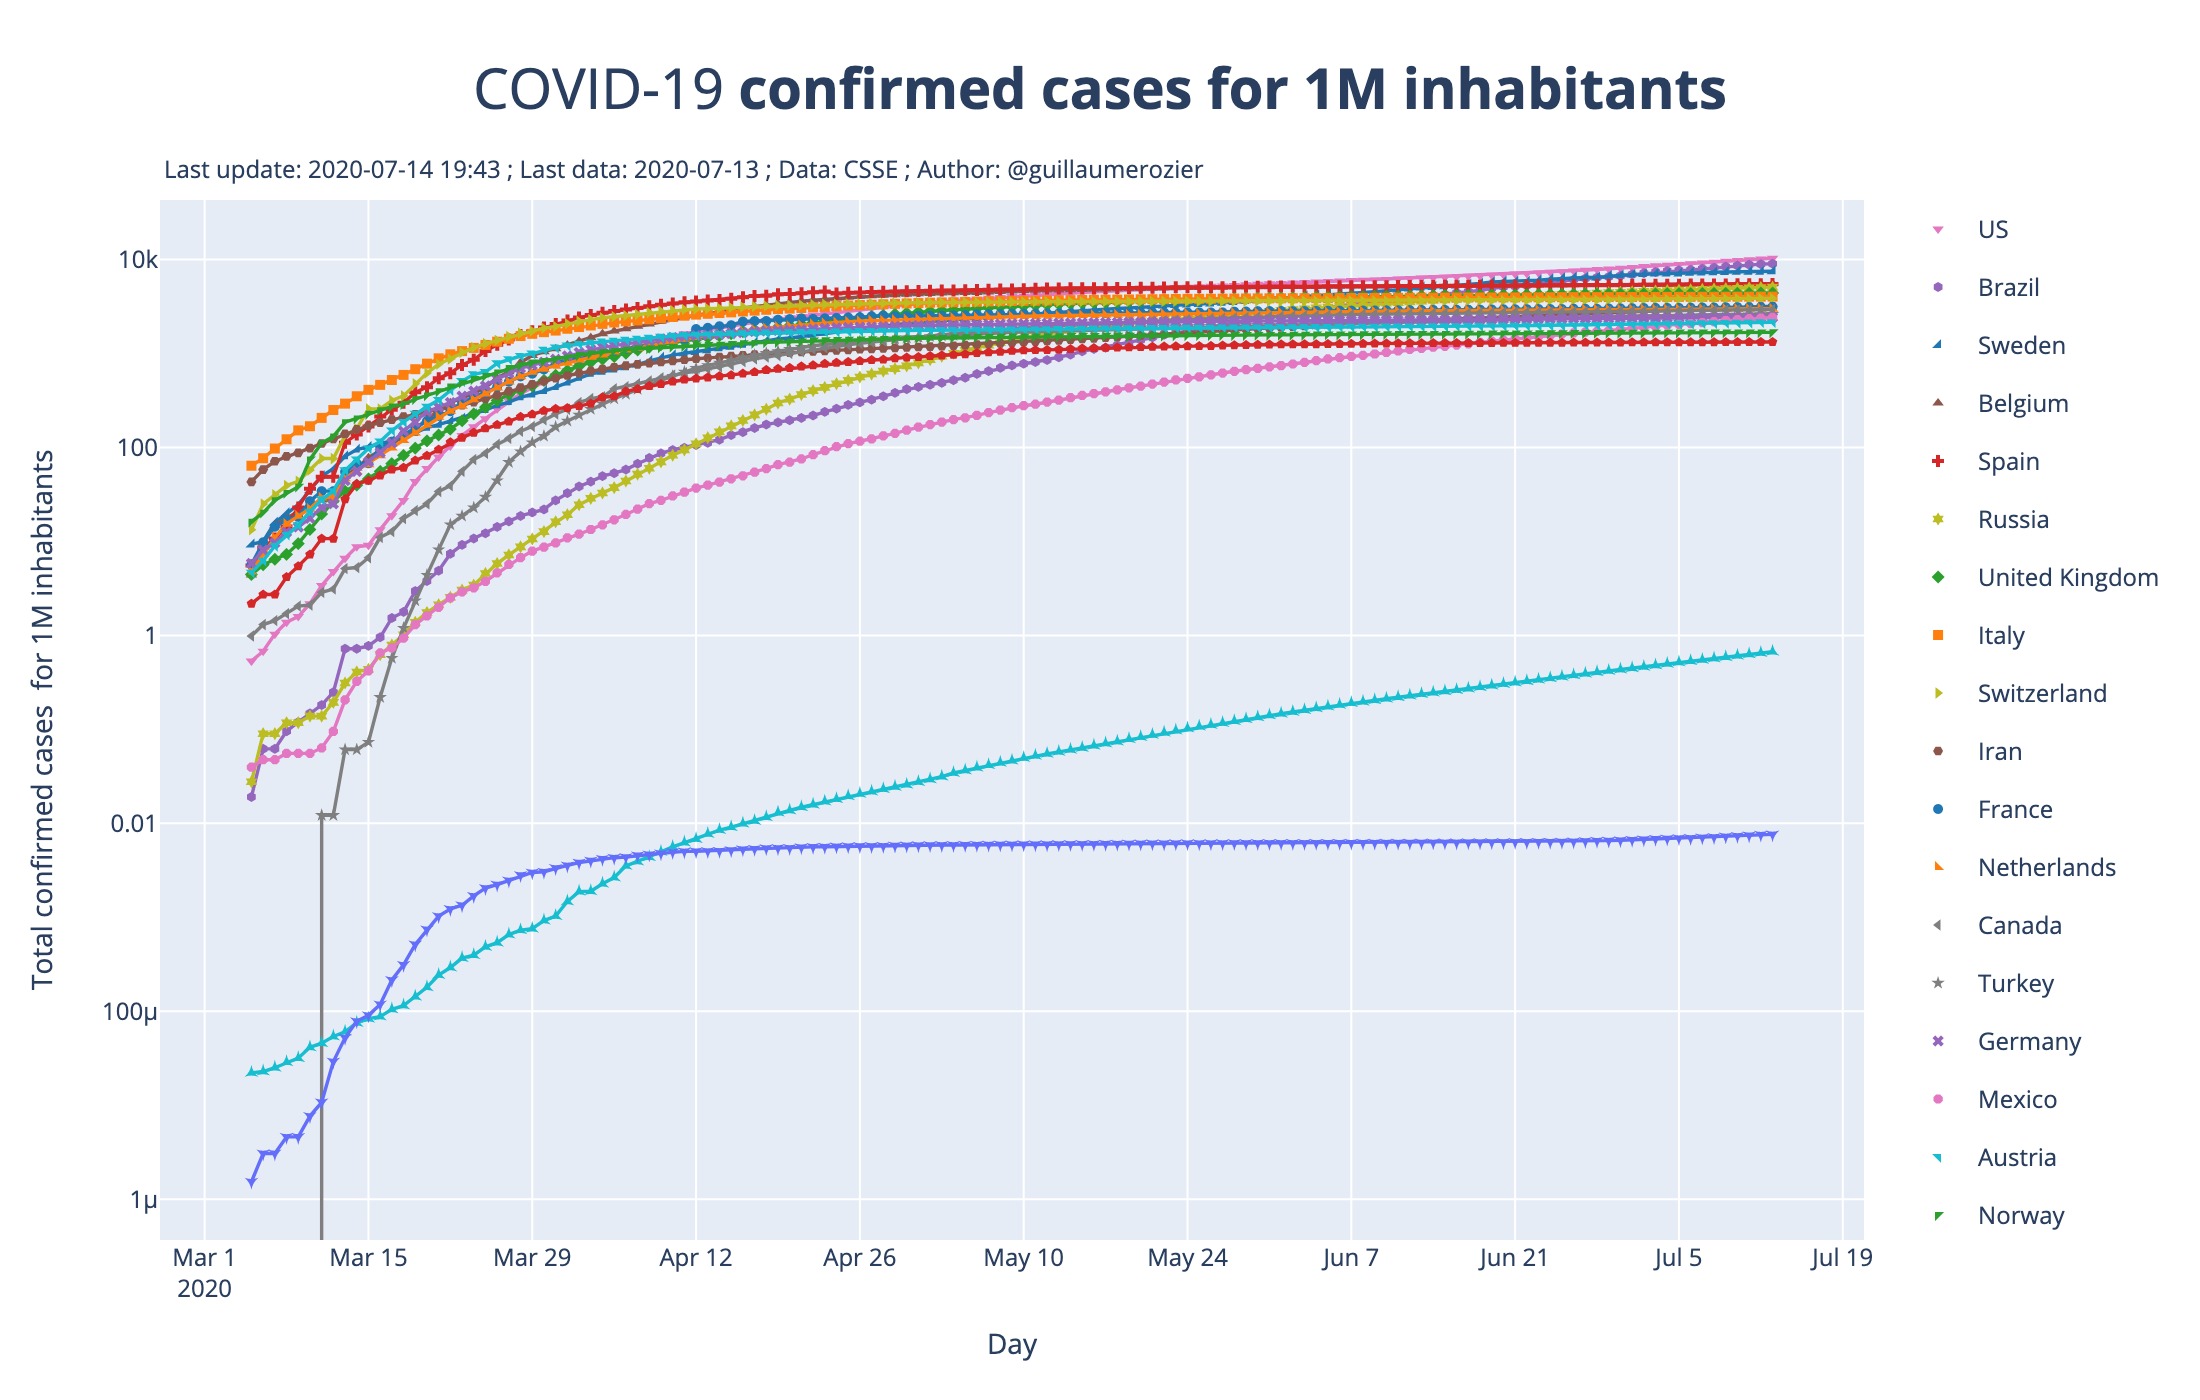 COVID-19 confirmed cases for 1M inhabitants
Last update: 2020-07-14 19:43 ; Last data: 2020-07-13 ; Data: CSSE ; Author: @guillaumerozier
Total confirmed cases for 1M inhabitants
10k
100
1
0.01
100µ
1µ
Mar 1
2020
Mar 15
Mar 29
Apr 12
Apr 26
May 10
May 24
Jun 7
Jun 21
Jul 5
Jul 19
Day
US
Brazil
Sweden
Belgium
Spain
Russia
United Kingdom
Italy
Switzerland
Iran
France
Netherlands
Canada
Turkey
Germany
Mexico
Austria
Norway